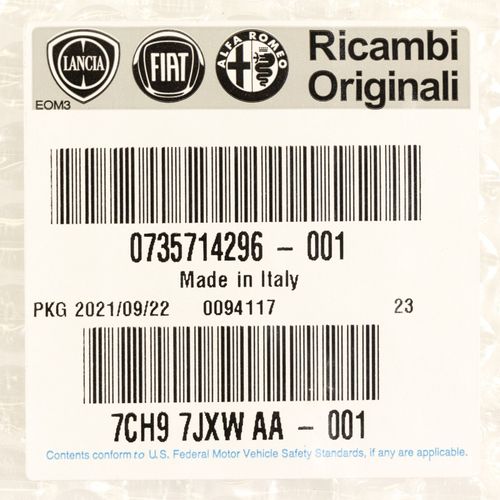 LANCIA FIAT ALFA ROMEO Ricambi
Originali
EOM3
0735714296 - 001
Made in Italy
PKG 2021/09/22 0094117 23
7CH9 7JXW AA - 001
Contents conform to U.S. Federal Motor Vehicle Safety Standards, if any are applicable.